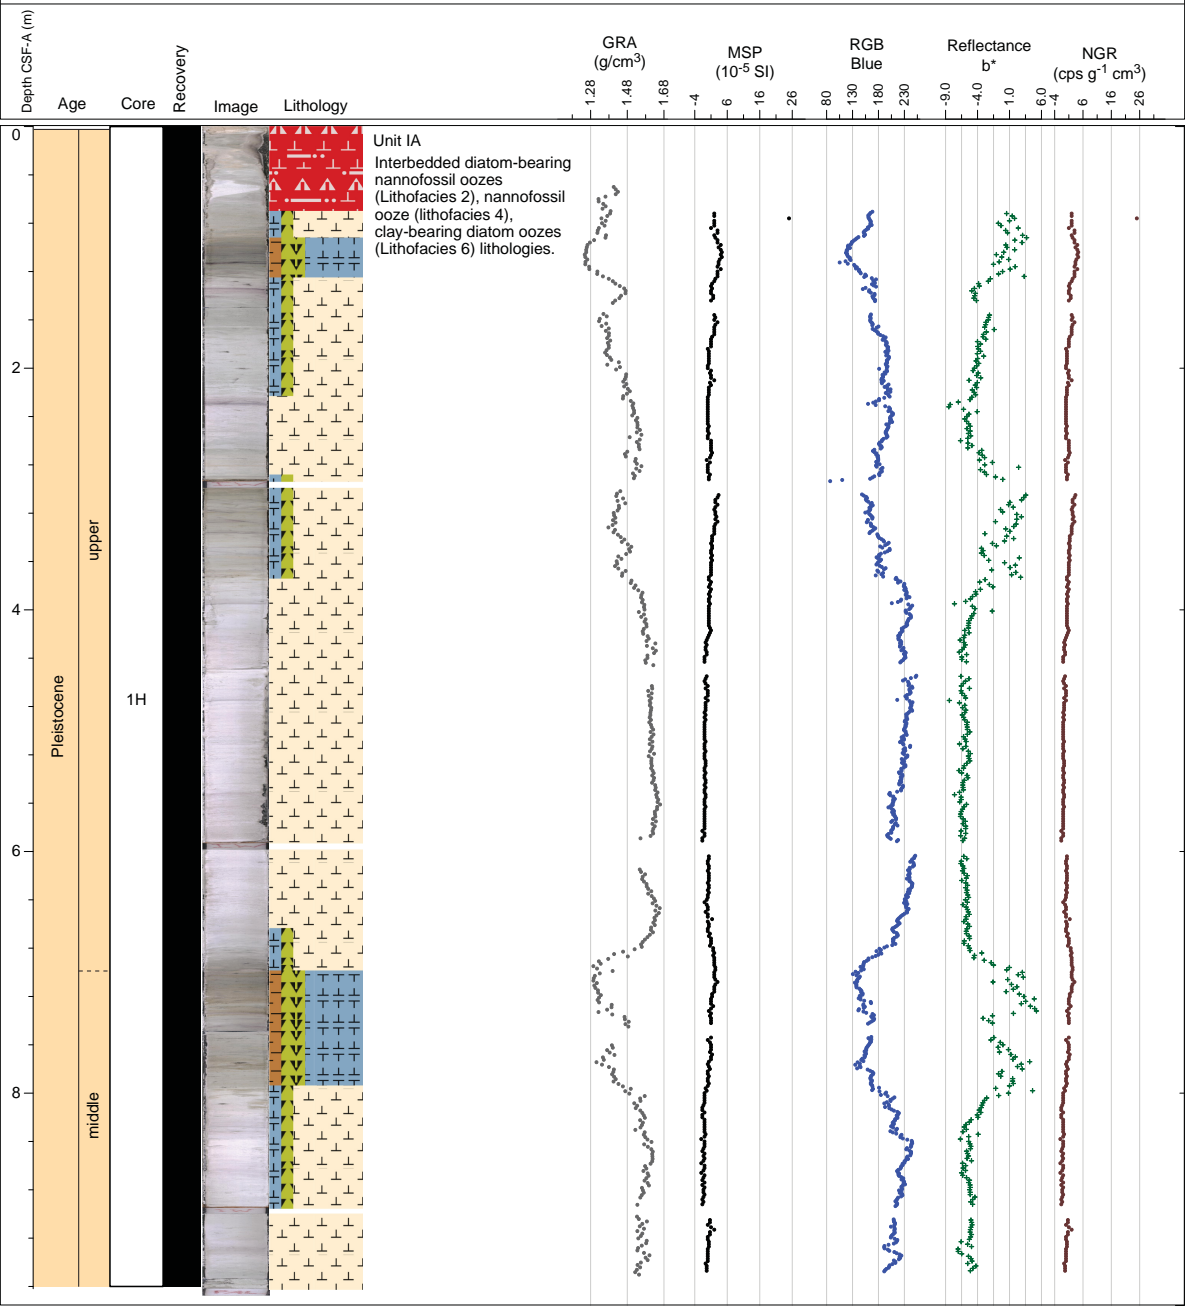 Depth CSF-A (m)
Age
Core
Recovery
Image
Lithology
GRA
(g/cm³)
1.28
1.48
1.68
MSP
(10⁻⁵ SI)
-4
6
16
26
RGB
Blue
80
130
180
230
Reflectance
b*
-9.0
-4.0
1.0
6.0
NGR
(cps g⁻¹ cm³)
-4
6
16
26
0
2
4
6
8
Pleistocene
upper
middle
1H
Unit IA
Interbedded diatom-bearing
nannofossil oozes
(Lithofacies 2), nannofossil
ooze (lithofacies 4),
clay-bearing diatom oozes
(Lithofacies 6) lithologies.